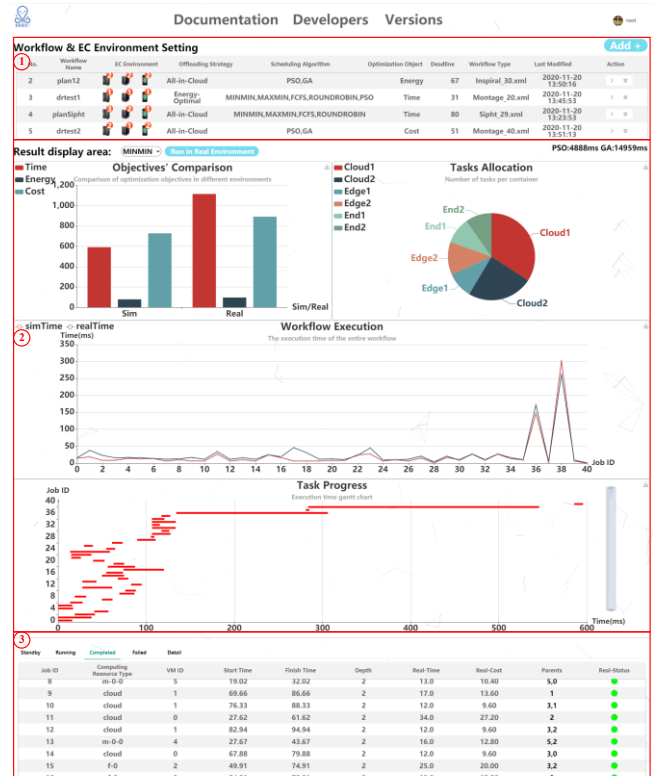 Documentation Developers Versions
root
Workflow & EC Environment Setting
Add +
1
No. Workflow Name EC Environment Offloading Strategy Scheduling Algorithm Optimization Object Deadline Workflow Type Last Modified Action
2 plan12 2 2 2 All-in-Cloud PSO,GA Energy 67 Inspiral_30.xml 2020-11-20 13:50:16
3 drtest1 1 1 1 Energy-Optimal MINMIN,MAXMIN,FCFS,ROUNDROBIN,PSO Time 31 Montage_20.xml 2020-11-20 13:45:53
4 planSipht All-in-Cloud MINMIN,MAXMIN,FCFS,ROUNDROBIN Time 80 Sipht_29.xml 2020-11-20 13:23:53
5 drtest2 All-in-Cloud PSO,GA Cost 51 Montage_40.xml 2020-11-20 13:51:13
Result display area: MINMIN Run in Real Environment
PSO:4888ms GA:14959ms
Time
Energy
Cost
Objectives' Comparison
Comparison of optimization objectives in different environments
1,200
1,000
800
600
400
200
0
Sim Real
Sim/Real
Cloud1
Cloud2
Edge1
Edge2
End1
End2
Tasks Allocation
Number of tasks per container
End2
End1
Edge2
Edge1
Cloud1
Cloud2
simTime realTime
2
Workflow Execution
The execution time of the entire workflow
Time(ms)
350
300
250
200
150
100
50
0
0 2 4 6 8 10 12 14 16 18 20 22 24 26 28 30 32 34 36 38 40
Job ID
Task Progress
Execution time gantt chart
Job ID
40
36
32
28
24
20
16
12
8
4
0
0 100 200 300 400 500 600
Time(ms)
3
Standby Running Completed Failed Detail
Job ID Computing Resource Type VM ID Start Time Finish Time Depth Real-Time Real-Cost Parents Real-Status
8 m-0-0 5 19.02 32.02 2 13.0 10.40 5,0
9 cloud 1 69.66 86.66 2 17.0 13.60 1
10 cloud 1 76.33 88.33 2 12.0 9.60 3,1
11 cloud 0 27.62 61.62 2 34.0 27.20 2
12 cloud 1 82.94 94.94 2 12.0 9.60 3,2
13 m-0-0 4 27.67 43.67 2 16.0 12.80 5,2
14 cloud 0 67.88 79.88 2 12.0 9.60 3,0
15 f-0 2 49.91 74.91 2 25.0 20.00 3,2